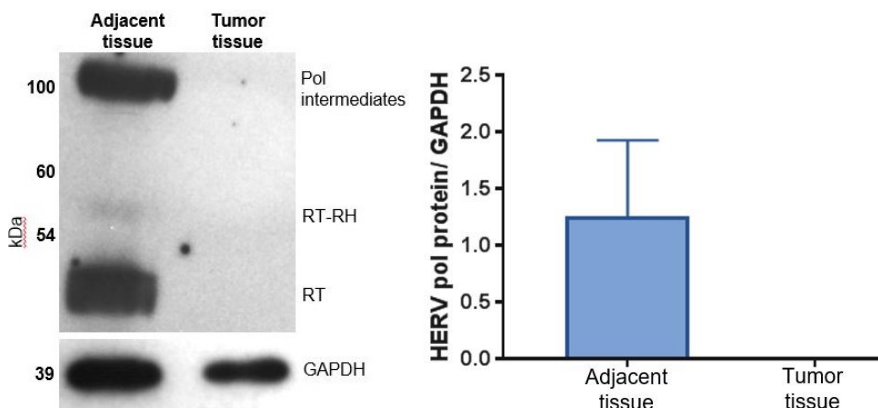 Adjacent
tissue
Tumor
tissue
100
60
kDa
54
39
Pol
intermediates
RT-RH
RT
GAPDH
HERV pol protein/ GAPDH
2.5
2.0
1.5
1.0
0.5
0.0
Adjacent
tissue
Tumor
tissue